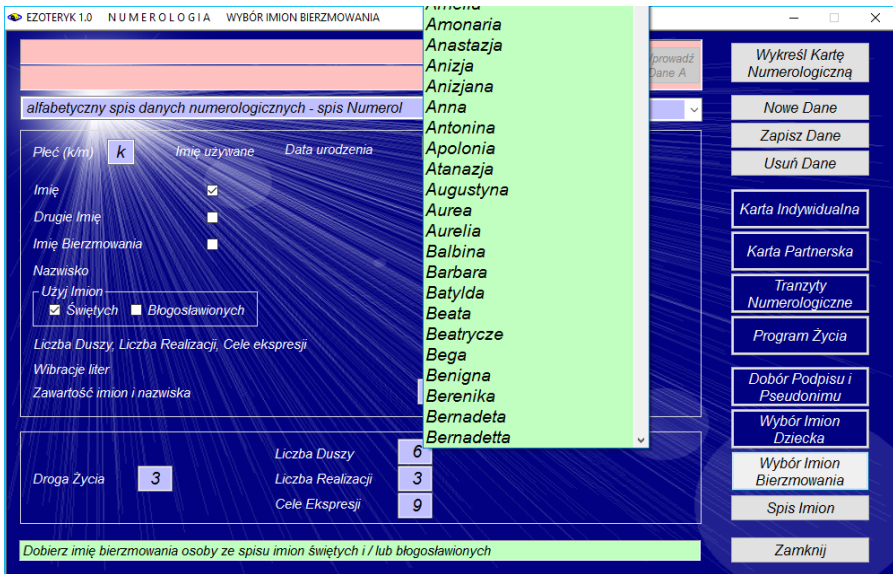 EZOTERYK 1.0 N U M E R O L O G I A WYBÓR IMION BIERZMOWANIA
Amelia
Amonaria
Anastazja
Anizja
Anizjana
Anna
Antonina
Apolonia
Atanazja
Augustyna
Aurea
Aurelia
Balbina
Barbara
Batylda
Beata
Beatrycze
Bega
Benigna
Berenika
Bernadeta
Bernadetta
Dane A
alfabetyczny spis danych numerologicznych - spis Numerol
Płeć (k/m) k Imię używane Data urodzenia
Imię
Drugie Imię
Imię Bierzmowania
Nazwisko
Użyj Imion
Świętych Błogosławionych
Liczba Duszy, Liczba Realizacji, Cele ekspresji
Wibracje liter
Zawartość imion i nazwiska
Liczba Duszy 6
Droga Życia 3 Liczba Realizacji 3
Cele Ekspresji 9
Dobierz imię bierzmowania osoby ze spisu imion świętych i / lub błogosławionych
Wykreśl Kartę
Numerologiczną
Nowe Dane
Zapisz Dane
Usuń Dane
Karta Indywidualna
Karta Partnerska
Tranzyty
Numerologiczne
Program Życia
Dobór Podpisu i
Pseudonimu
Wybór Imion
Dziecka
Wybór Imion
Bierzmowania
Spis Imion
Zamknij